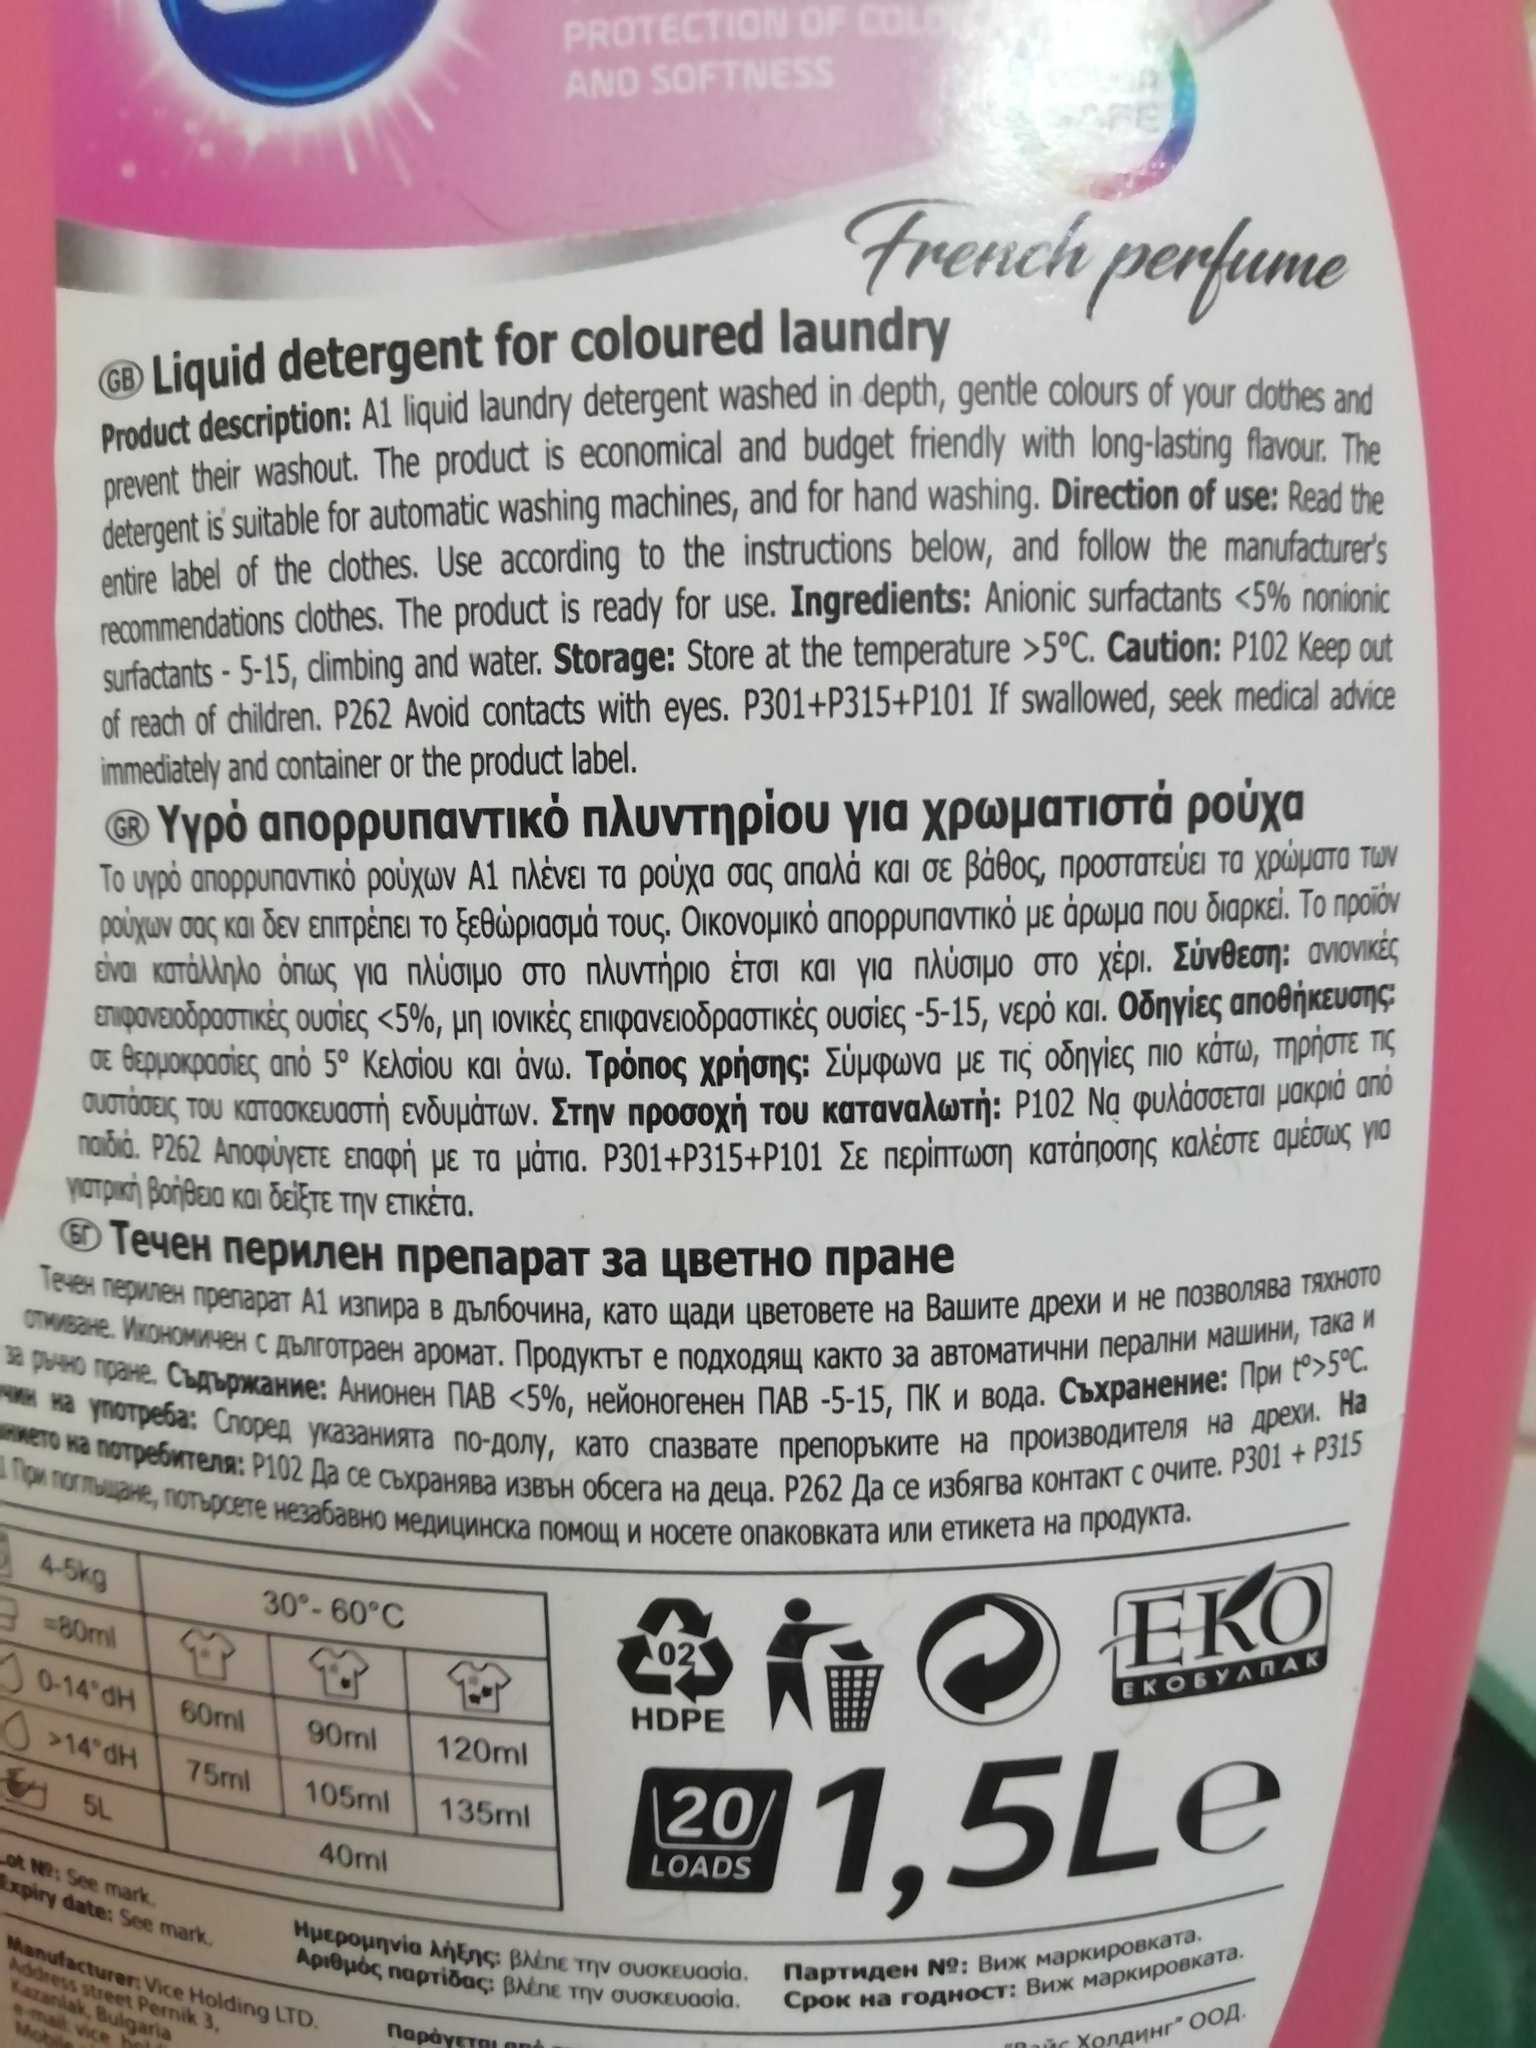 PROTECTION OF
AND SOFTNESS
French perfume
GB Liquid detergent for coloured laundry
Product description: A1 liquid laundry detergent washed in depth, gentle colours of your clothes and
prevent their washout. The product is economical and budget friendly with long-lasting flavour. The
detergent is suitable for automatic washing machines, and for hand washing. Direction of use: Read the
entire label of the clothes. Use according to the instructions below, and follow the manufacturer's
recommendations clothes. The product is ready for use. Ingredients: Anionic surfactants <5% nonionic
surfactants - 5-15, climbing and water. Storage: Store at the temperature >5°C. Caution: P102 Keep out
of reach of children. P262 Avoid contacts with eyes. P301+P315+P101 If swallowed, seek medical advice
immediately and container or the product label.
GR Υγρό απορρυπαντικό πλυντηρίου για χρωματιστά ρούχα
Το υγρό απορρυπαντικό ρούχων A1 πλένει τα ρούχα σας απαλά και σε βάθος, προστατεύει τα χρώματα των
ρούχων σας και δεν επιτρέπει το ξεθώριασμά τους. Οικονομικό απορρυπαντικό με άρωμα που διαρκεί. Το προϊόν
είναι κατάλληλο όπως για πλύσιμο στο πλυντήριο έτσι και για πλύσιμο στο χέρι. Σύνθεση: ανιονικές
επιφανειοδραστικές ουσίες <5%, μη ιονικές επιφανειοδραστικές ουσίες -5-15, νερό και. Οδηγίες αποθήκευσης:
σε θερμοκρασίες από 5° Κελσίου και άνω. Τρόπος χρήσης: Σύμφωνα με τις οδηγίες πιο κάτω, τηρήστε τις
συστάσεις του κατασκευαστή ενδυμάτων. Στην προσοχή του καταναλωτή: P102 Να φυλάσσεται μακριά από
παιδιά. P262 Αποφύγετε επαφή με τα μάτια. P301+P315+P101 Σε περίπτωση κατάποσης καλέστε αμέσως για
γιατρική βοήθεια και δείξτε την ετικέτα.
БГ Течен перилен препарат за цветно пране
Течен перилен препарат A1 изпира в дълбочина, като щади цветовете на Вашите дрехи и не позволява тяхното
отмиване. Икономичен с дълготраен аромат. Продуктът е подходящ както за автоматични перални машини, така и
за ръчно пране. Съдържание: Анионен ПАВ <5%, нейоногенен ПАВ -5-15, ПК и вода. Съхранение: При t°>5°C.
на употреба: Според указанията по-долу, като спазвате препоръките на производителя на дрехи. На
на потребителя: P102 Да се съхранява извън обсега на деца. P262 Да се избягва контакт с очите. P301 + P315
При поглъщане, потърсете незабавно медицинска помощ и носете опаковката или етикета на продукта.
4-5kg 30°- 60°C
=80ml
0-14°dH 60ml 90ml 120ml
>14°dH 75ml 105ml 135ml
5L 40ml
02
HDPE
ЕКО
ЕКОБУЛПАК
20
LOADS
1,5L e
Lot №: See mark.
Expiry date: See mark.
Ημερομηνία λήξης: βλέπε την συσκευασία.
Αριθμός παρτίδας: βλέπε την συσκευασία.
Партиден №: Виж маркировката.
Срок на годност: Виж маркировката.
Manufacturer: Vice Holding LTD.
Address street Pernik 3,
Kazanlak, Bulgaria
e-mail: vice
Παράγεται
Холдинг" ООД.